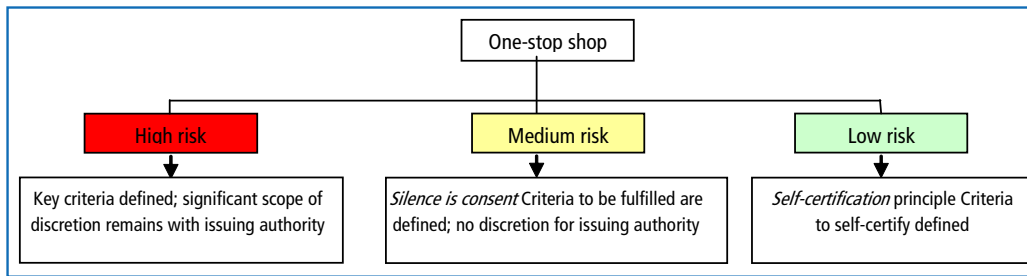 One-stop shop
High risk
Medium risk
Low risk
Key criteria defined; significant scope of
discretion remains with issuing authority
Silence is consent Criteria to be fulfilled are
defined; no discretion for issuing authority
Self-certification principle Criteria
to self-certify defined